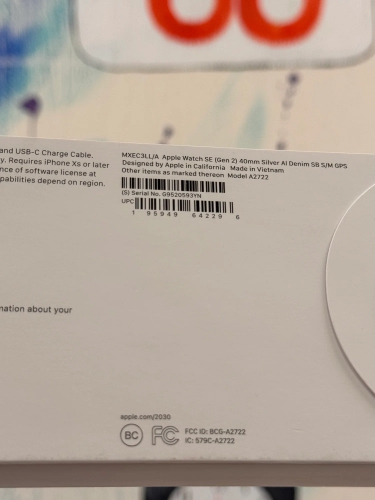 and USB-C Charge Cable.
y. Requires iPhone Xs or later
nce of software license at
pabilities depend on region.
MXEC3LL/A Apple Watch SE (Gen 2) 40mm Silver Al Denim SB S/M GPS
Designed by Apple in California Made in Vietnam
Other items as marked thereon Model A2722
(S) Serial No. G9520593YN
UPC
1 95949 64229 6
mation about your
apple.com/2030
BC FC FCC ID: BCG-A2722
IC: 579C-A2722